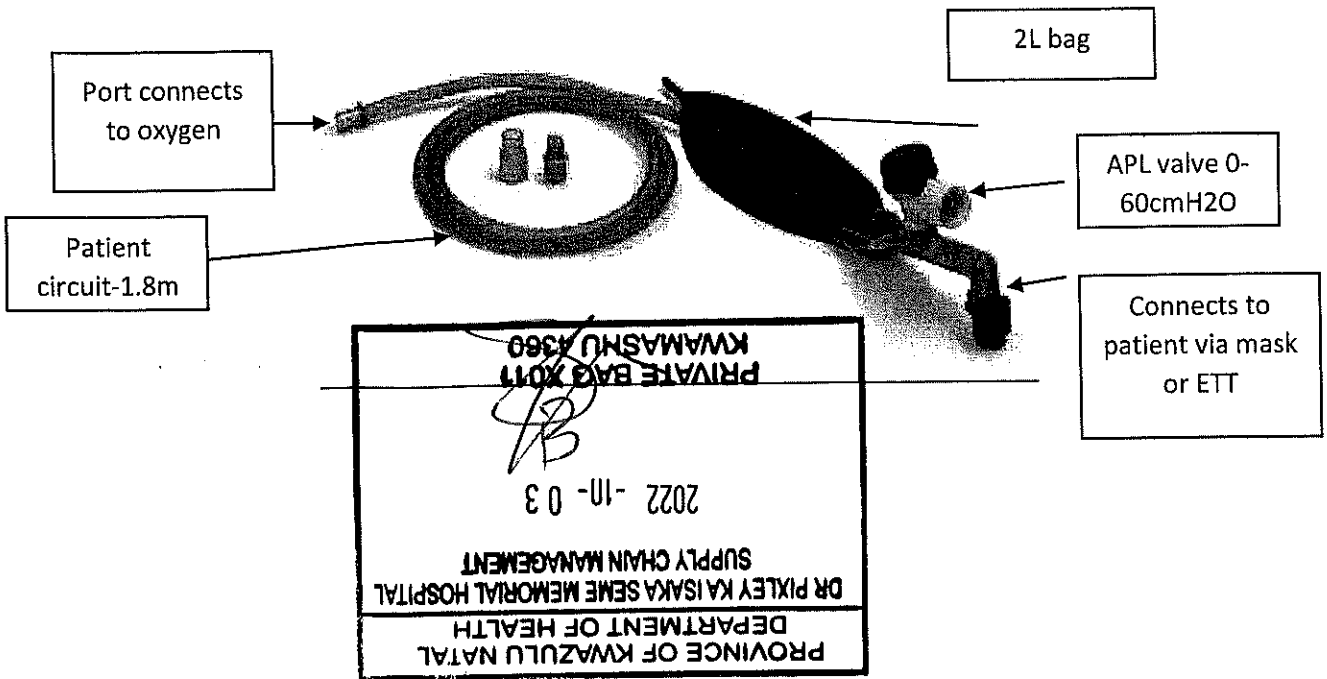 2L bag
Port connects
to oxygen
APL valve 0-
60cmH2O
Patient
circuit-1.8m
Connects to
patient via mask
or ETT
PROVINCE OF KWAZULU NATAL
DEPARTMENT OF HEALTH
DR PIXLEY KA ISAKA SEME MEMORIAL HOSPITAL
SUPPLY CHAIN MANAGEMENT
2022 -10- 03
PRIVATE BAG X011
KWAMASHU 4360